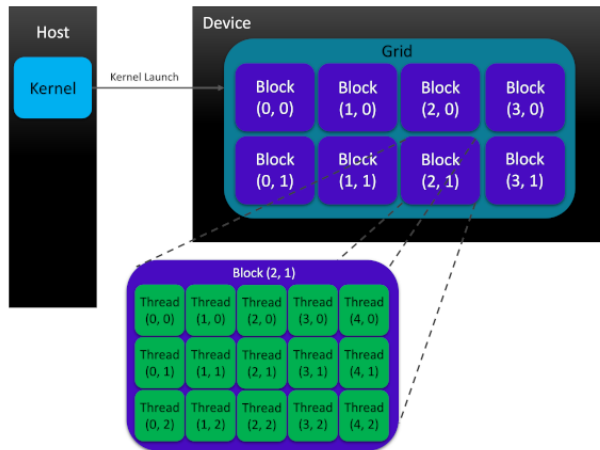 Host
Device
Grid
Kernel
Kernel Launch
Block
(0, 0)
Block
(1, 0)
Block
(2, 0)
Block
(3, 0)
Block
(0, 1)
Block
(1, 1)
Block
(2, 1)
Block
(3, 1)
Block (2, 1)
Thread
(0, 0)
Thread
(1, 0)
Thread
(2, 0)
Thread
(3, 0)
Thread
(4, 0)
Thread
(0, 1)
Thread
(1, 1)
Thread
(2, 1)
Thread
(3, 1)
Thread
(4, 1)
Thread
(0, 2)
Thread
(1, 2)
Thread
(2, 2)
Thread
(3, 2)
Thread
(4, 2)